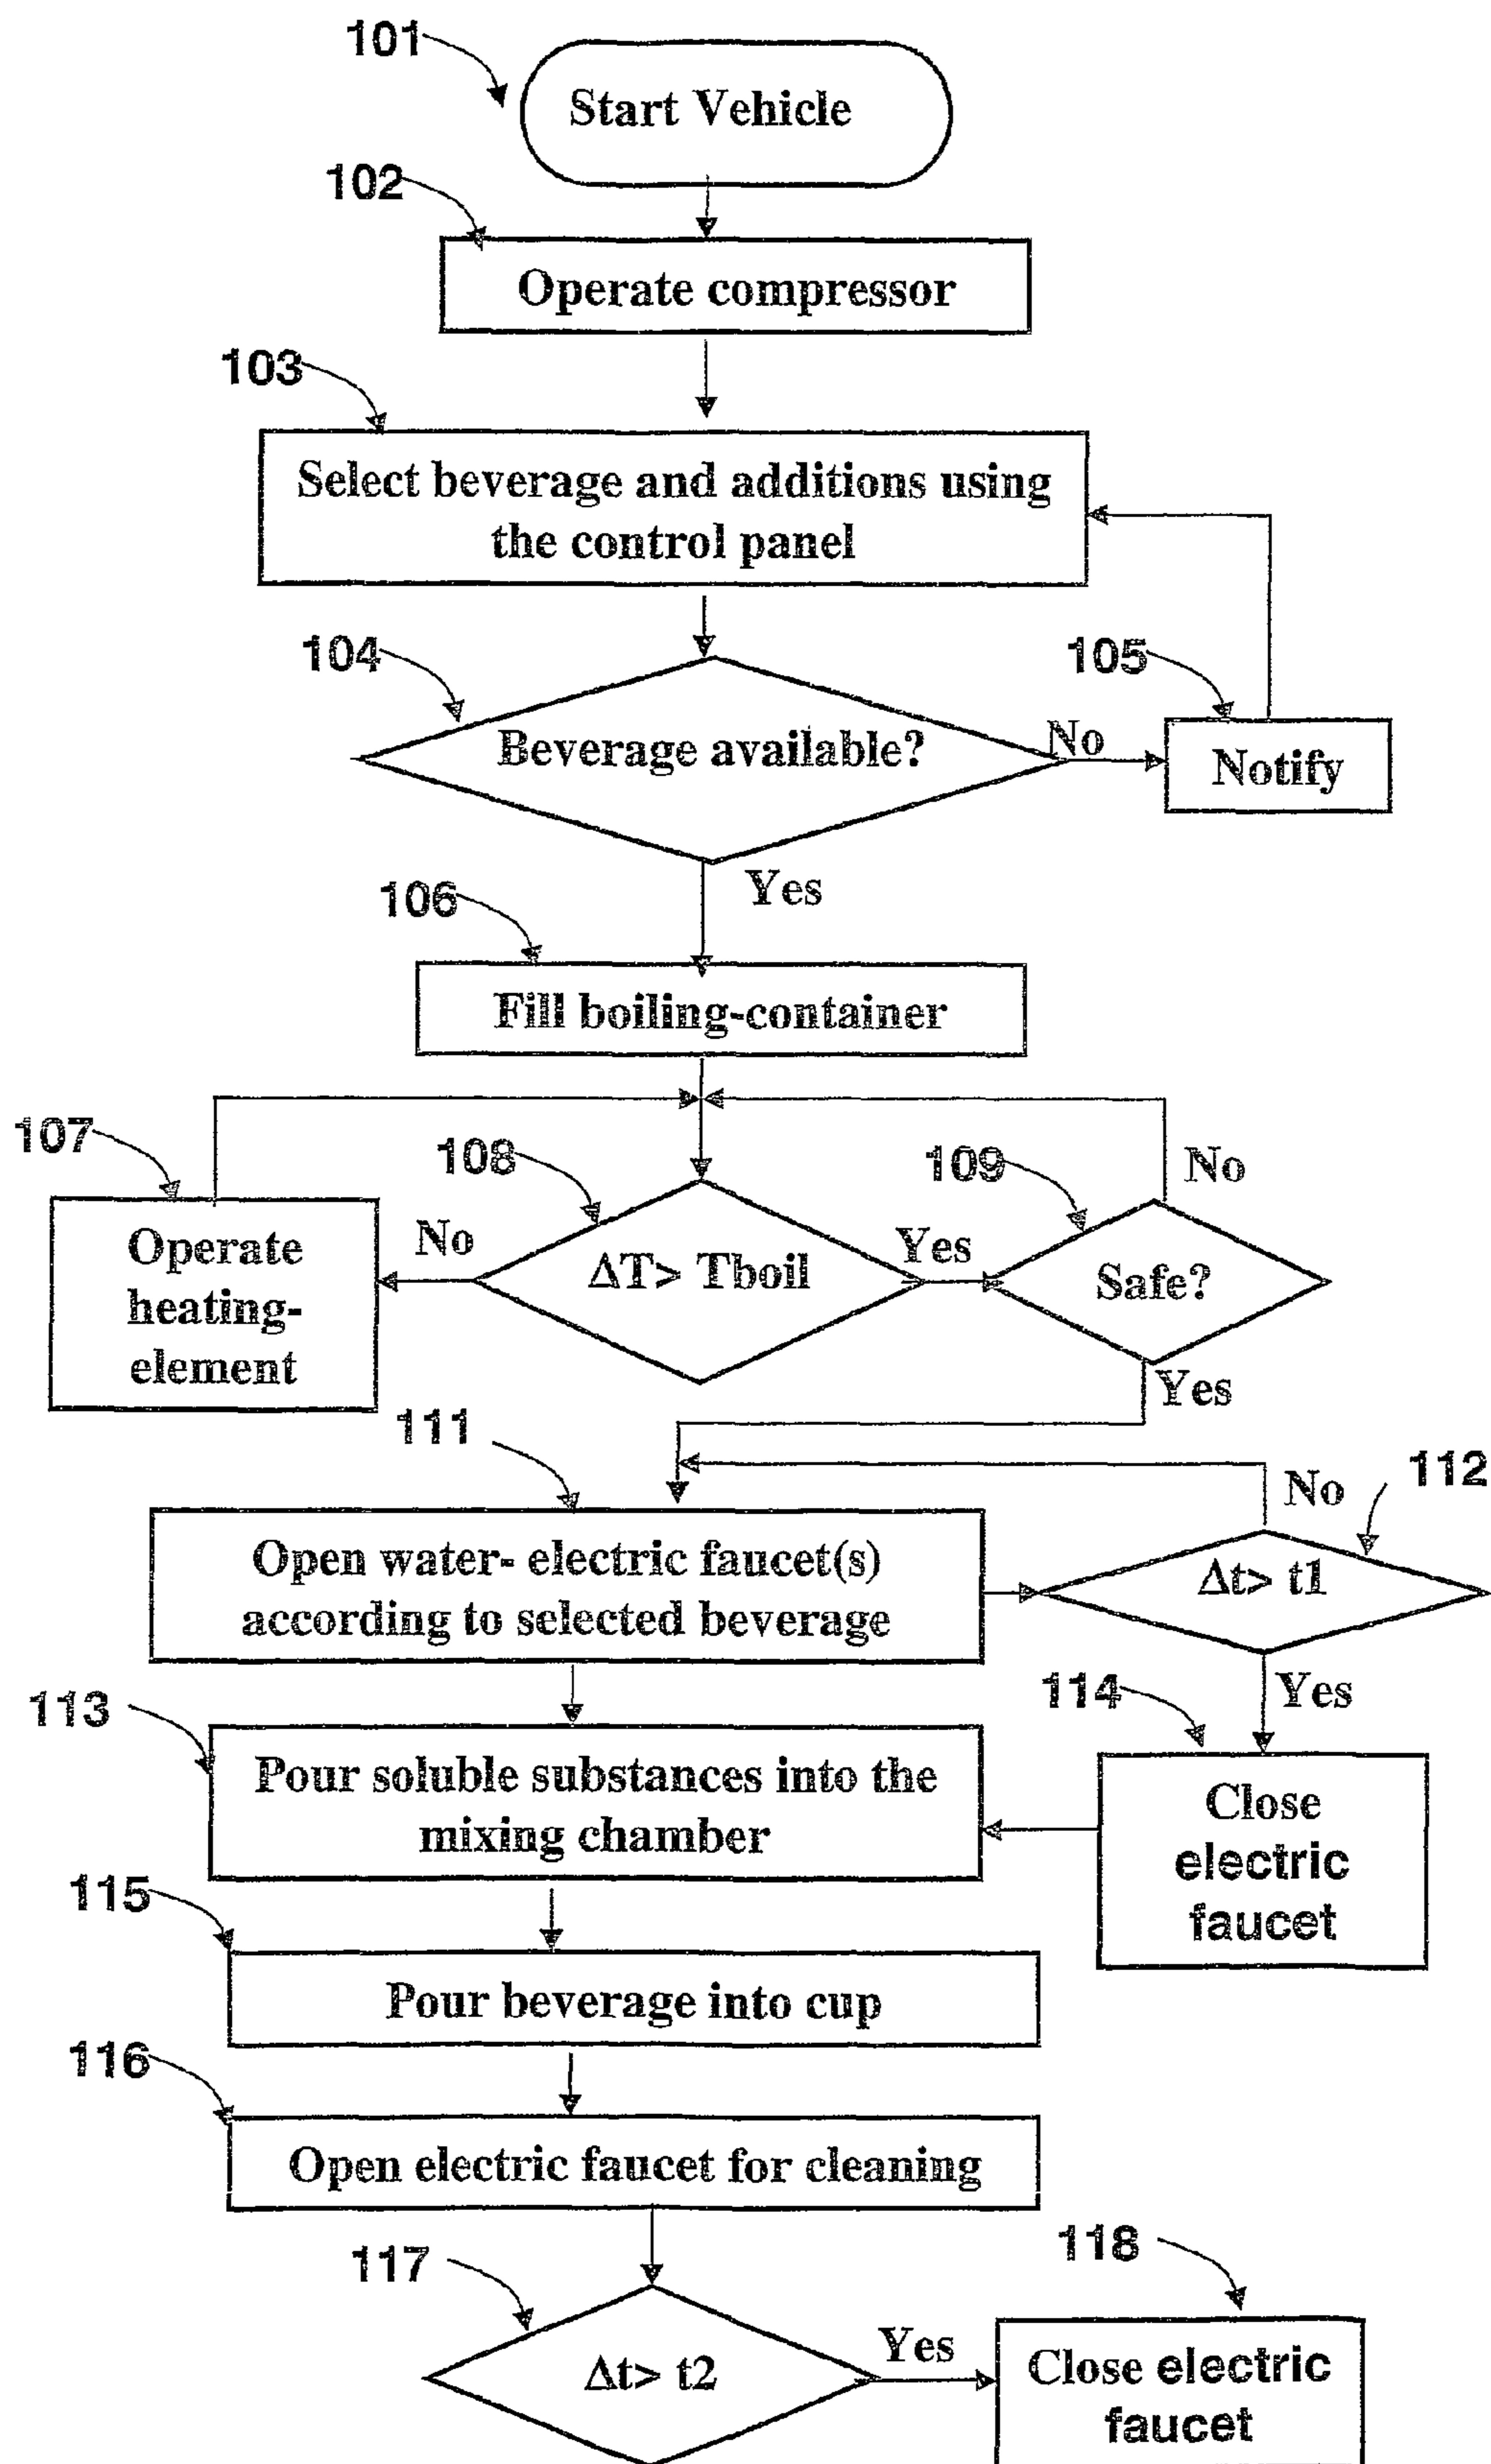 101
Start Vehicle
102
Operate compressor
103
Select beverage and additions using
the control panel
104
Beverage available?
No
105
Notify
Yes
106
Fill boiling-container
107
Operate
heating-
element
108
No
ΔT> Tboil
Yes
109
No
Safe?
Yes
111
Open water- electric faucet(s)
according to selected beverage
No
112
Δt> t1
Yes
113
Pour soluble substances into the
mixing chamber
114
Close
electric
faucet
115
Pour beverage into cup
116
Open electric faucet for cleaning
117
Δt> t2
Yes
118
Close electric
faucet